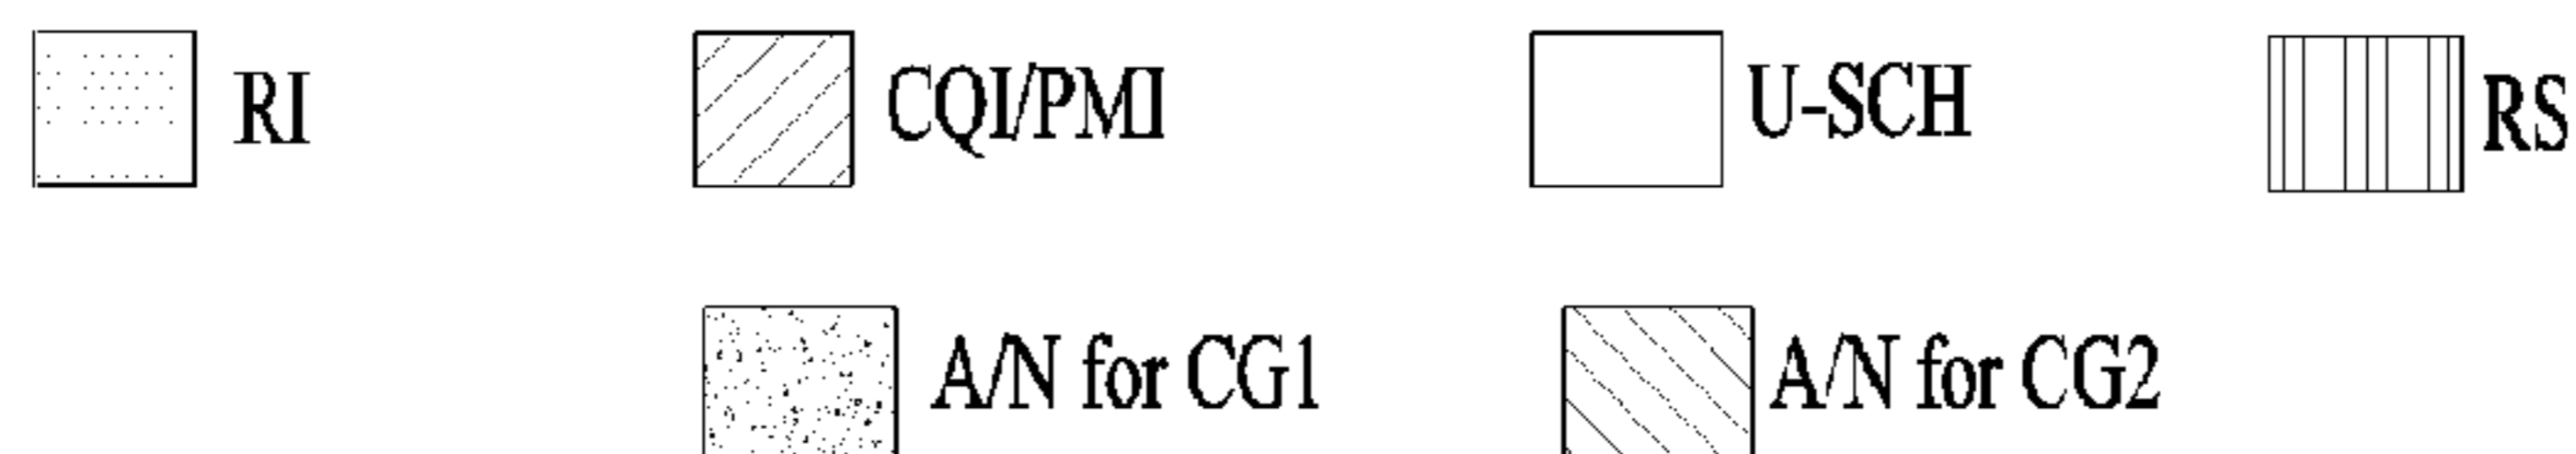 RI CQI/PMI U-SCH RS
A/N for CG1 A/N for CG2